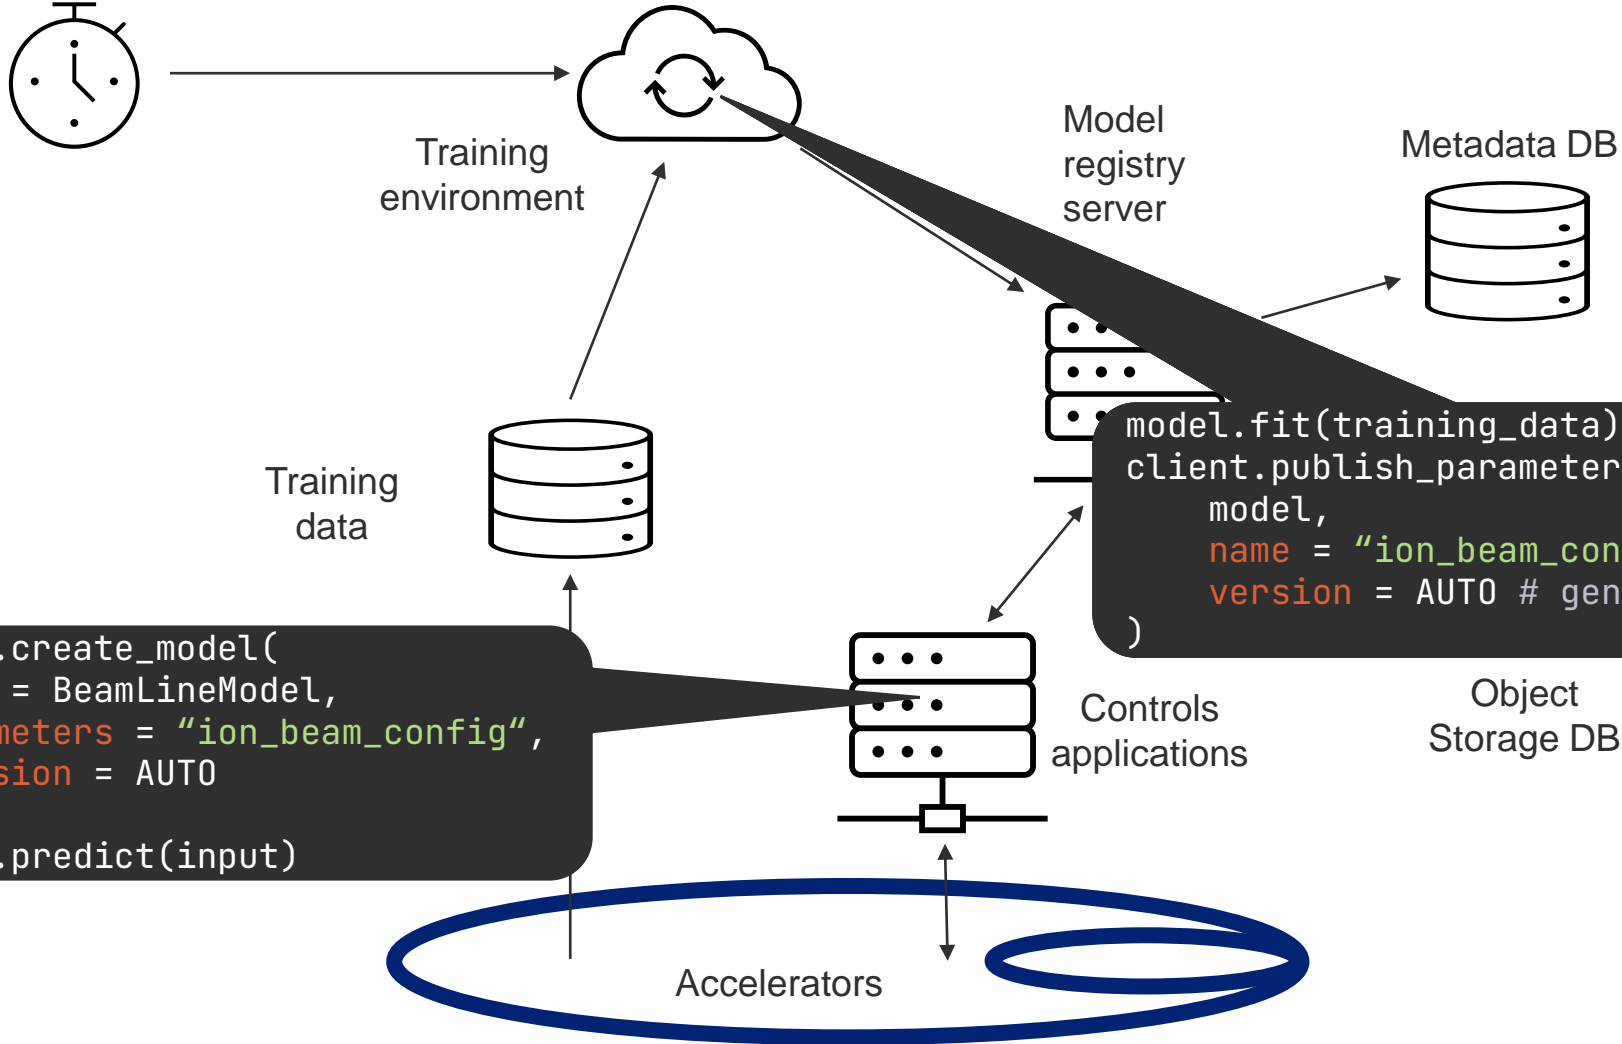 Training
environment
Model
registry
server
Metadata DB
Training
data
model.fit(training_data)
client.publish_parameter
model,
name = “ion_beam_con
version = AUTO # gen
)
.create_model(
= BeamLineModel,
meters = “ion_beam_config“,
sion = AUTO
.predict(input)
Controls
applications
Object
Storage DB
Accelerators